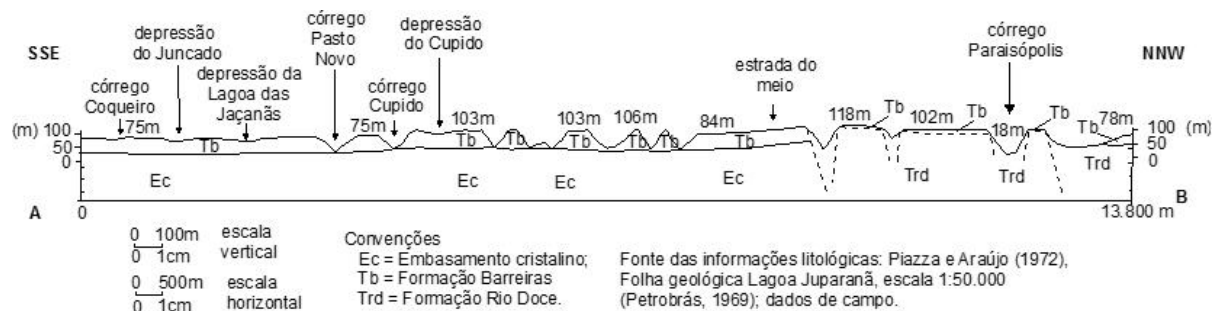 SSE
depressão
do Juncado
córrego
Coqueiro
75m
depressão da
Lagoa das
Jaçanãs
córrego
Pasto
Novo
75m
córrego
Cupido
depressão
do Cupido
103m
103m
106m
84m
estrada do
meio
118m
Tb
102m
Tb
córrego
Paraisópolis
18m
Tb
Tb
78m
NNW
(m) 100
50
0
100 (m)
50
0
Tb
Tb
Tb
Tb
Tb
Tb
Tb
Ec
Ec
Ec
Ec
Trd
Trd
Trd
A
0
13.800 m
B
0 100m escala
0 1cm vertical
0 500m escala
0 1cm horizontal
Convenções
Ec = Embasamento cristalino;
Tb = Formação Barreiras
Trd = Formação Rio Doce.
Fonte das informações litológicas: Piazza e Araújo (1972),
Folha geológica Lagoa Juparanã, escala 1:50.000
(Petrobrás, 1969); dados de campo.